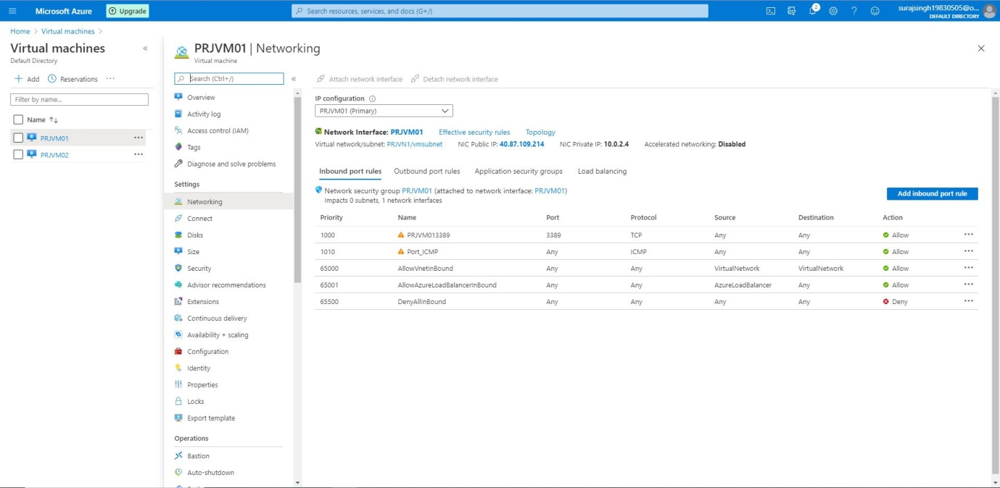 Microsoft Azure Upgrade Search resources, services, and docs (G+/) 2 surajsingh19830505@o...
DEFAULT DIRECTORY
Home > Virtual machines >
Virtual machines «
Default Directory
+ Add Reservations ...
Filter by name...
Name ↑↓
PRJVM01 ...
PRJVM02 ...
PRJVM01 | Networking
Virtual machine
Search (Ctrl+/) «
Overview
Activity log
Access control (IAM)
Tags
Diagnose and solve problems
Settings
Networking
Connect
Disks
Size
Security
Advisor recommendations
Extensions
Continuous delivery
Availability + scaling
Configuration
Identity
Properties
Locks
Export template
Operations
Bastion
Auto-shutdown
Attach network interface Detach network interface
IP configuration
PRJVM01 (Primary)
Network Interface: PRJVM01 Effective security rules Topology
Virtual network/subnet: PRJVN1/vmsubnet NIC Public IP: 40.87.109.214 NIC Private IP: 10.0.2.4 Accelerated networking: Disabled
Inbound port rules Outbound port rules Application security groups Load balancing
Network security group PRJVM01 (attached to network interface: PRJVM01)
Impacts 0 subnets, 1 network interfaces
Add inbound port rule
Priority Name Port Protocol Source Destination Action
1000 PRJVM013389 3389 TCP Any Any Allow ...
1010 Port_ICMP Any ICMP Any Any Allow ...
65000 AllowVnetInBound Any Any VirtualNetwork VirtualNetwork Allow ...
65001 AllowAzureLoadBalancerInBound Any Any AzureLoadBalancer Any Allow ...
65500 DenyAllInBound Any Any Any Any Deny ...